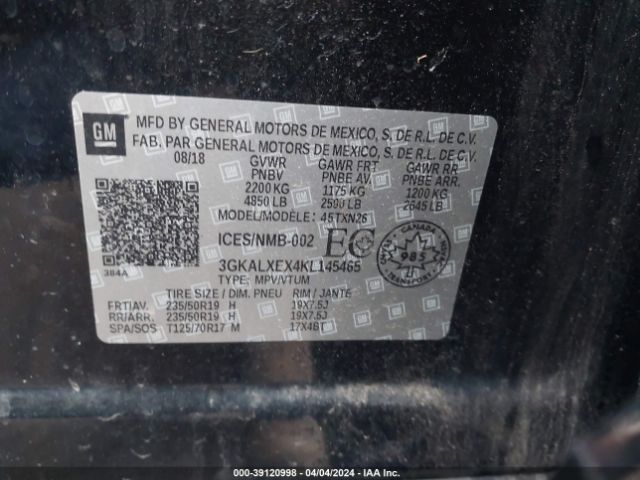 GM
MFD BY GENERAL MOTORS DE MEXICO, S. DE R.L. DE C.V.
FAB. PAR GENERAL MOTORS DE MEXICO, S. DE R.L. DE C.V.
08/18 GVWR GAWR FRT GAWR RR
PNBV PNBE AV. PNBE ARR.
2200 KG 1175 KG 1200 KG
4850 LB 2590 LB 2645 LB
MODEL/MODÈLE: 45TXN26
ICES/NMB-002 EC
CANADA
985
TRANSPORT
3GKALXEX4KL145465
384A
TYPE: MPV/VTUM
TIRE SIZE / DIM. PNEU RIM / JANTE
FRT/AV. 235/50R19 H 19X7.5J
RR/ARR. 235/50R19 H 19X7.5J
SPA/SOS T125/70R17 M 17X4BT
000-39120998 - 04/04/2024 - IAA Inc.